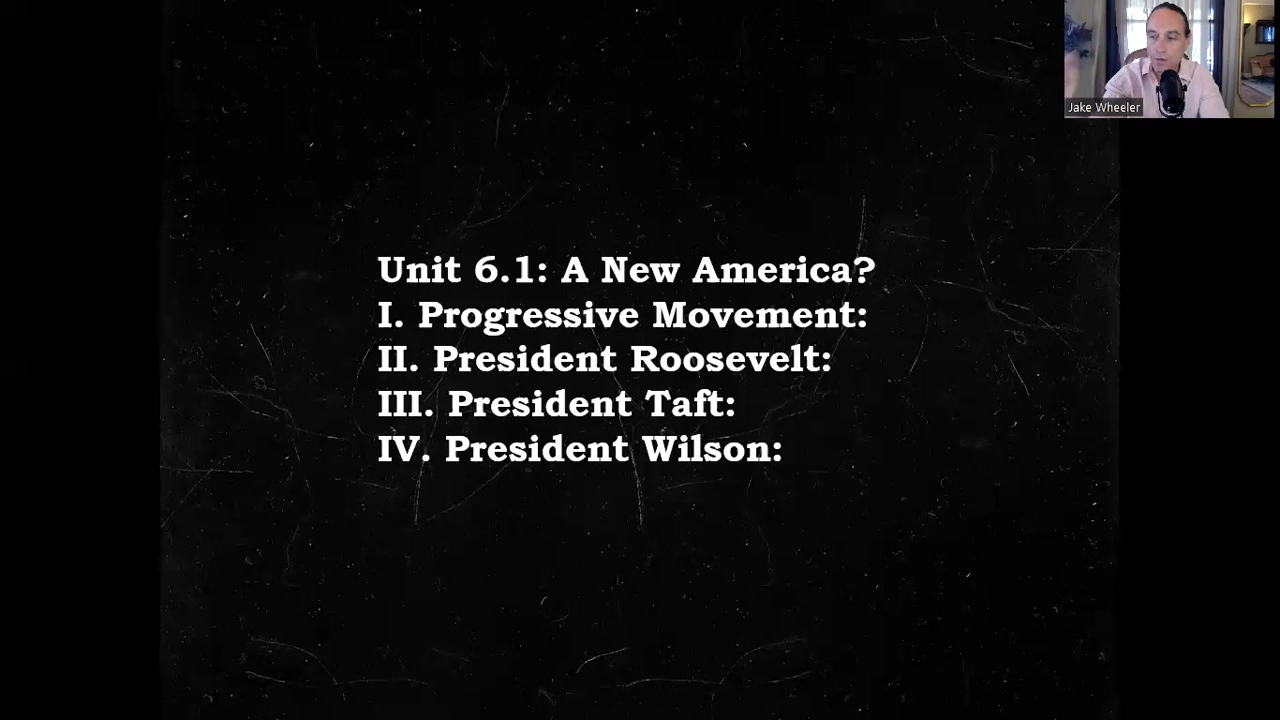 Jake Wheeler
Unit 6.1: A New America?
I. Progressive Movement:
II. President Roosevelt:
III. President Taft:
IV. President Wilson: